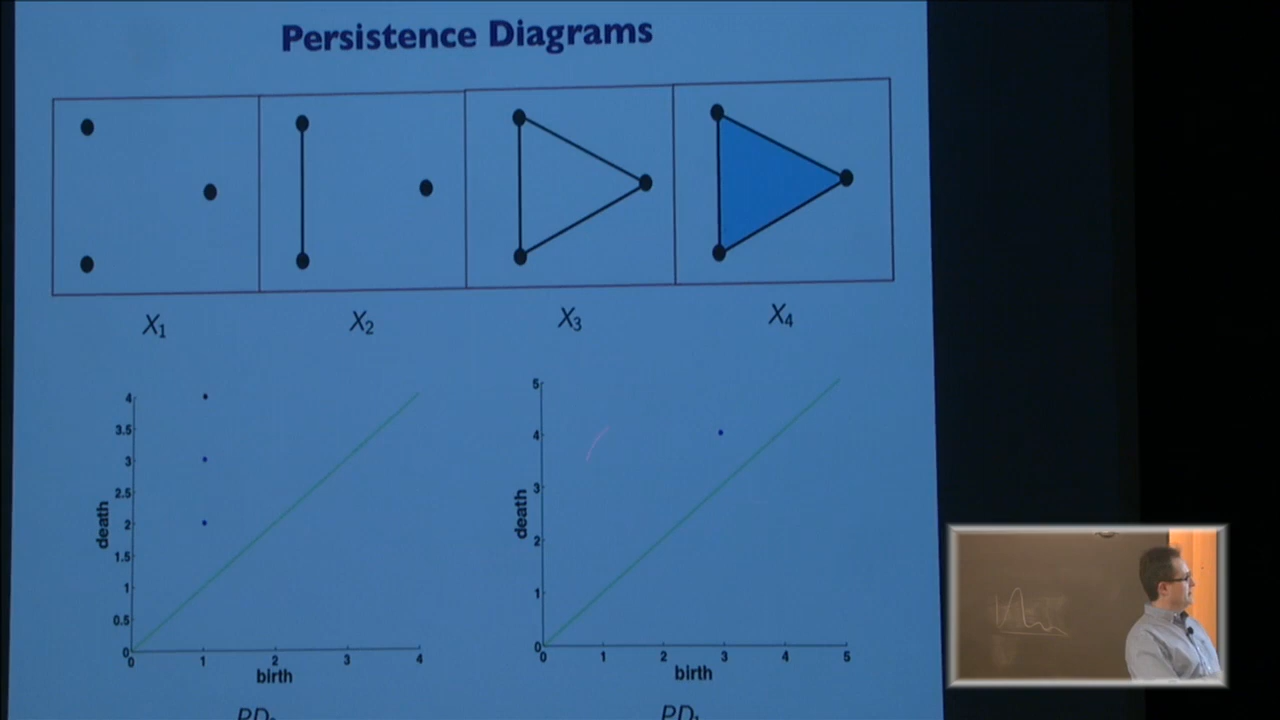 Persistence Diagrams
X1 X2 X3 X4
4
3.5
3
2.5
2
1.5
1
0.5
0
death
0 1 2 3 4
birth
5
4
3
2
1
0
death
0 1 2 3 4 5
birth